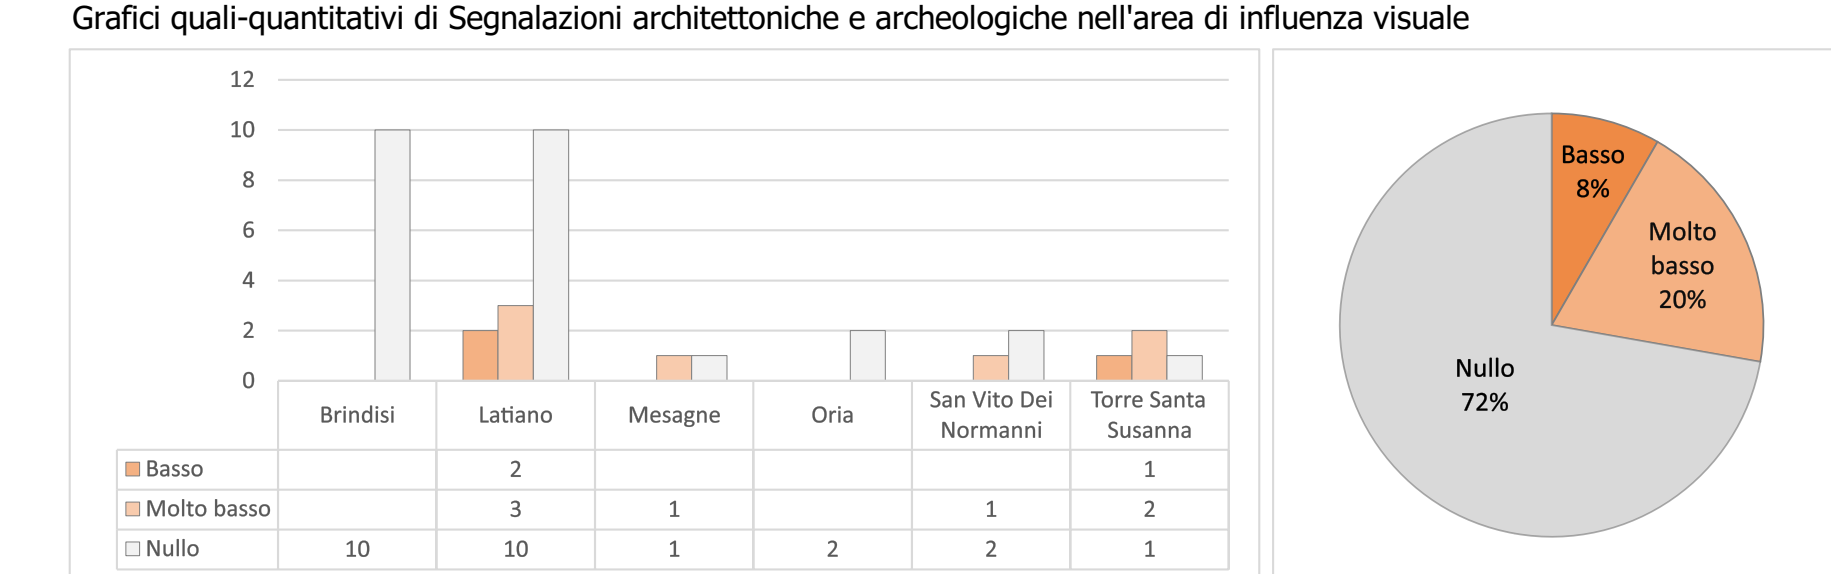 Grafici quali-quantitativi di Segnalazioni architettoniche e archeologiche nell'area di influenza visuale
12
10
8
6
4
2
0
Brindisi Latiano Mesagne Oria San Vito Dei Normanni Torre Santa Susanna
Basso 2 1
Molto basso 3 1 1 2
Nullo 10 10 1 2 2 1
Basso
8%
Molto
basso
20%
Nullo
72%